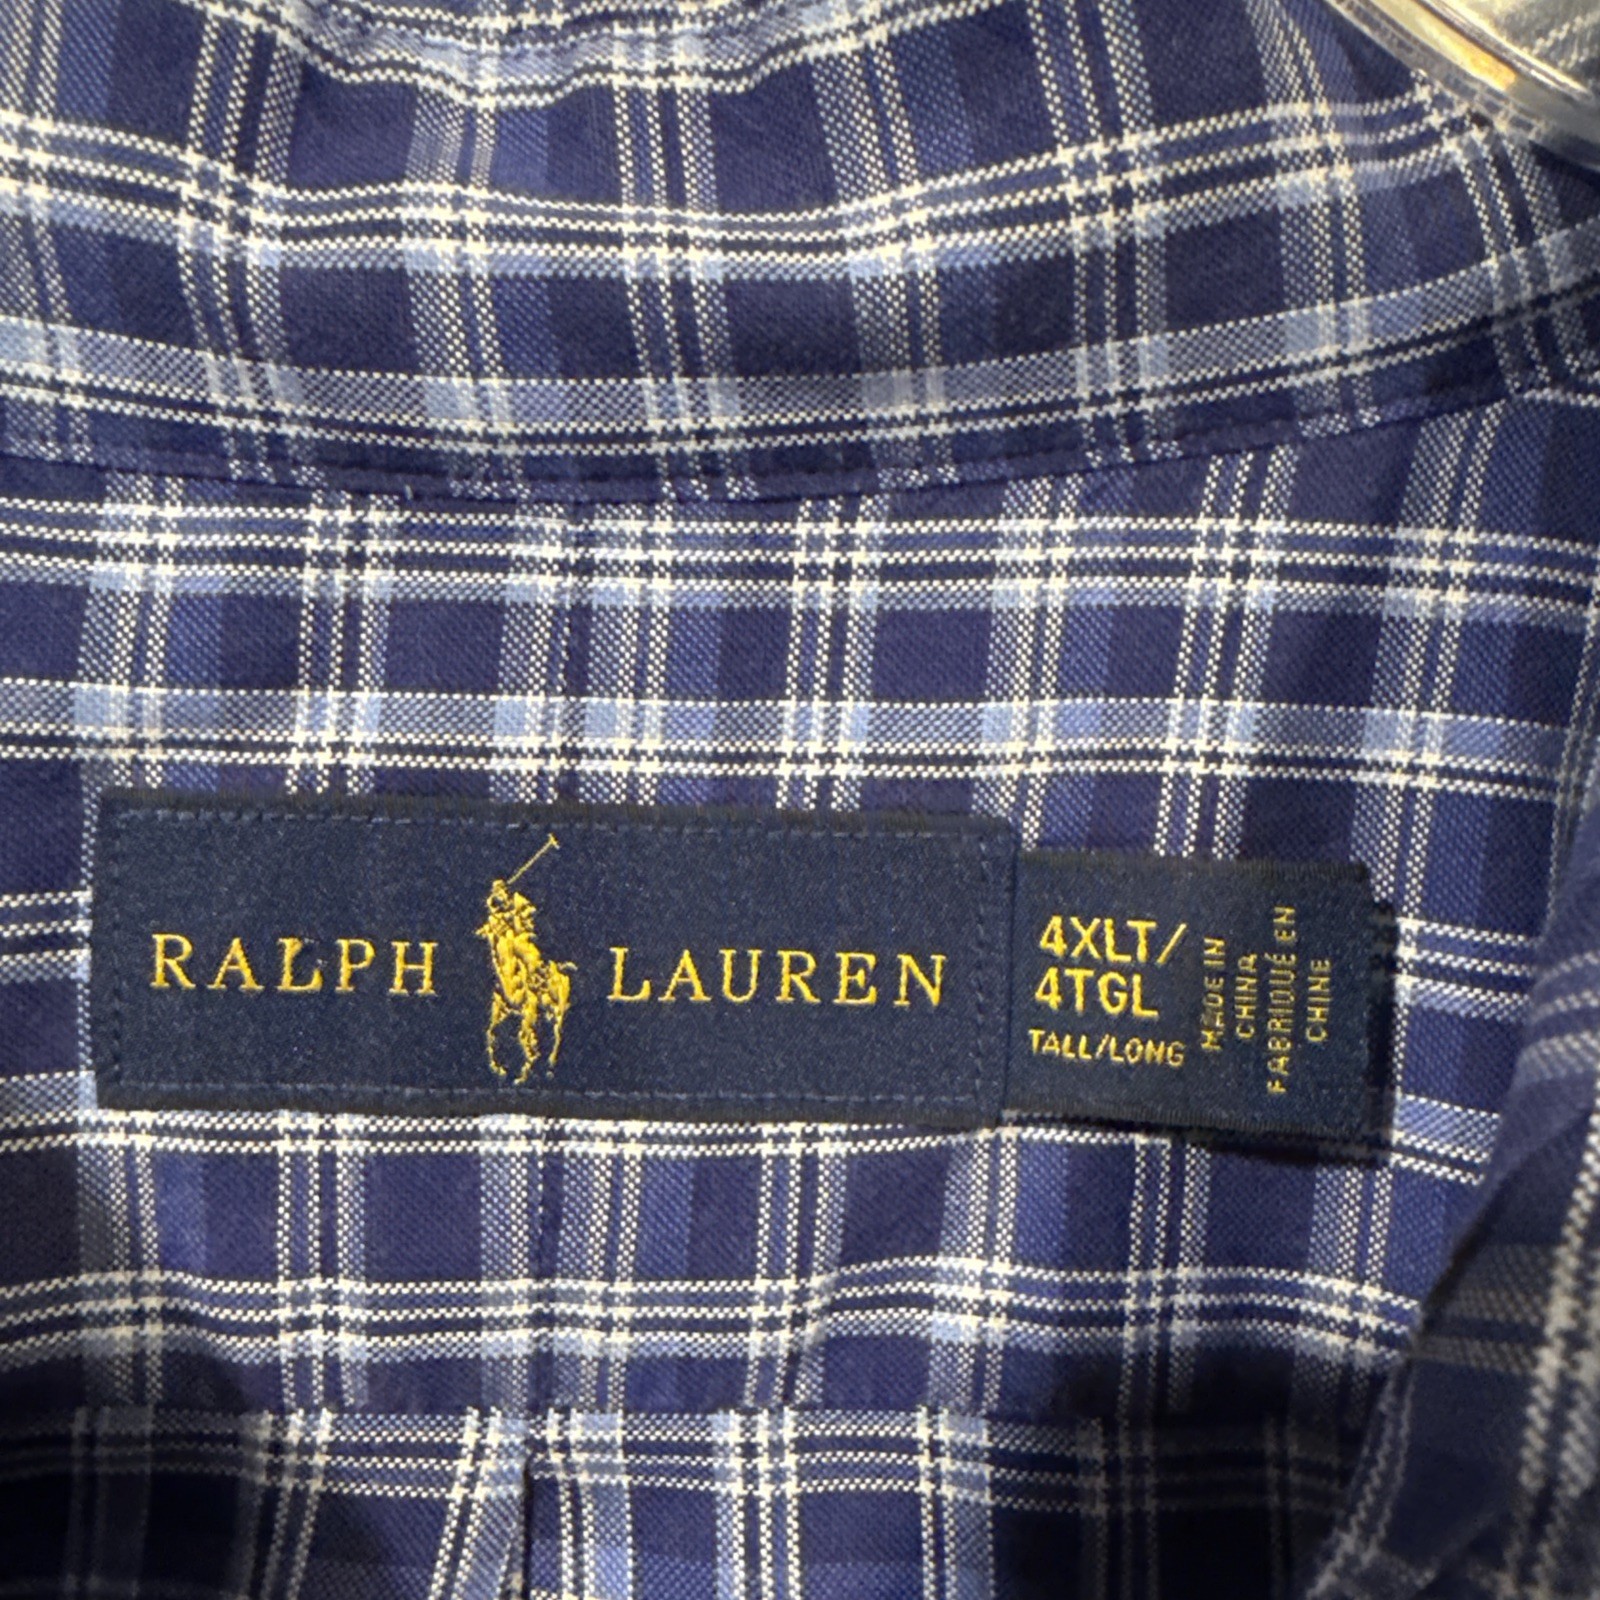 RALPH LAUREN
4XLT/
4TGL
TALL/LONG
MADE IN
CHINA
FABRIQUÉ EN
CHINE